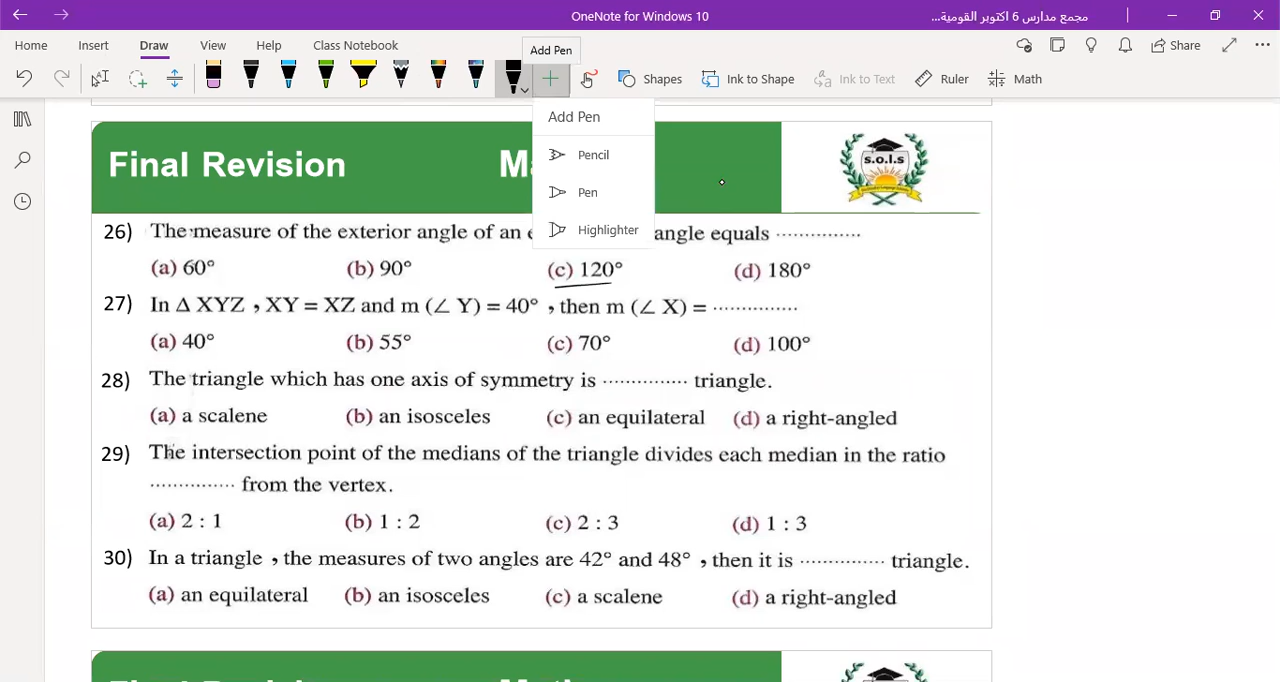 OneNote for Windows 10
مجمع مدارس 6 اكتوبر القومية...
Home Insert Draw View Help Class Notebook
Add Pen
Share
Shapes Ink to Shape Ink to Text Ruler Math
Add Pen
Pencil
Pen
Highlighter
Final Revision
s.o.l.s
26) The measure of the exterior angle of an angle equals ...............
(a) 60° (b) 90° (c) 120° (d) 180°
27) In Δ XYZ , XY = XZ and m (∠ Y) = 40° , then m (∠ X) = ...............
(a) 40° (b) 55° (c) 70° (d) 100°
28) The triangle which has one axis of symmetry is ............... triangle.
(a) a scalene (b) an isosceles (c) an equilateral (d) a right-angled
29) The intersection point of the medians of the triangle divides each median in the ratio
............... from the vertex.
(a) 2 : 1 (b) 1 : 2 (c) 2 : 3 (d) 1 : 3
30) In a triangle , the measures of two angles are 42° and 48° , then it is ............... triangle.
(a) an equilateral (b) an isosceles (c) a scalene (d) a right-angled